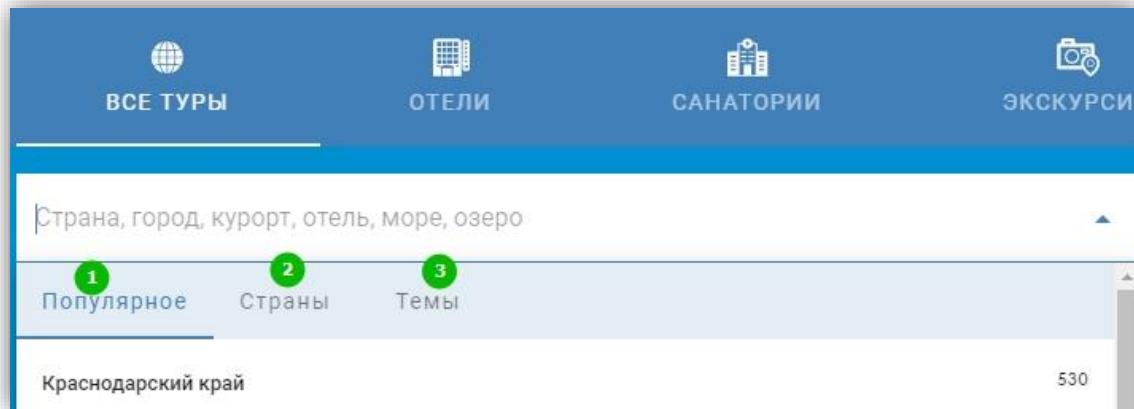 ВСЕ ТУРЫ ОТЕЛИ САНАТОРИИ ЭКСКУРСИ
Страна, город, курорт, отель, море, озеро
1 2 3
Популярное Страны Темы
Краснодарский край 530